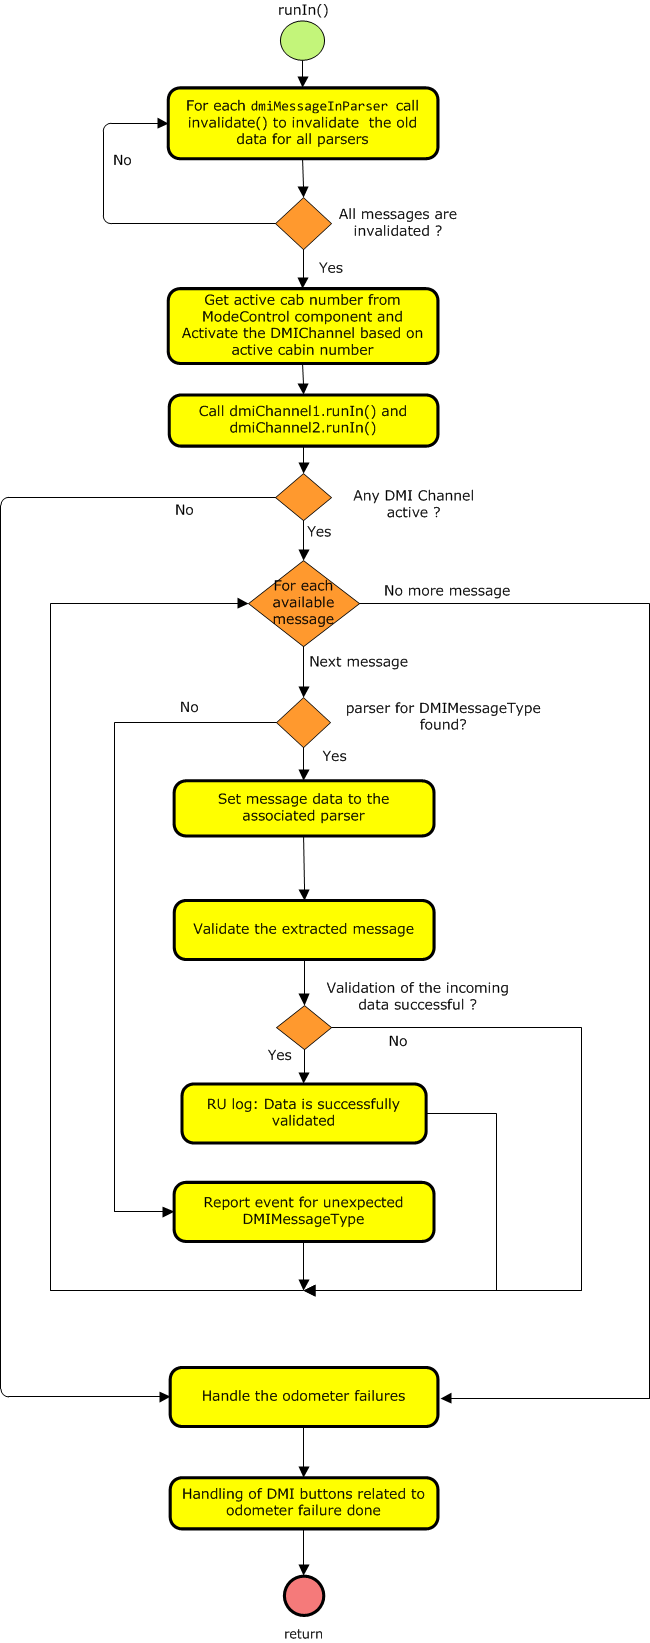 runIn()
For each dmiMessageInParser call
invalidate() to invalidate the old
data for all parsers
No
All messages are
invalidated ?
Yes
Get active cab number from
ModeControl component and
Activate the DMIChannel based on
active cabin number
Call dmiChannel1.runIn() and
dmiChannel2.runIn()
Any DMI Channel
active ?
No
Yes
For each
available
message
No more message
Next message
No
parser for DMIMessageType
found?
Yes
Set message data to the
associated parser
Validate the extracted message
Validation of the incoming
data successful ?
No
Yes
RU log: Data is successfully
validated
Report event for unexpected
DMIMessageType
Handle the odometer failures
Handling of DMI buttons related to
odometer failure done
return